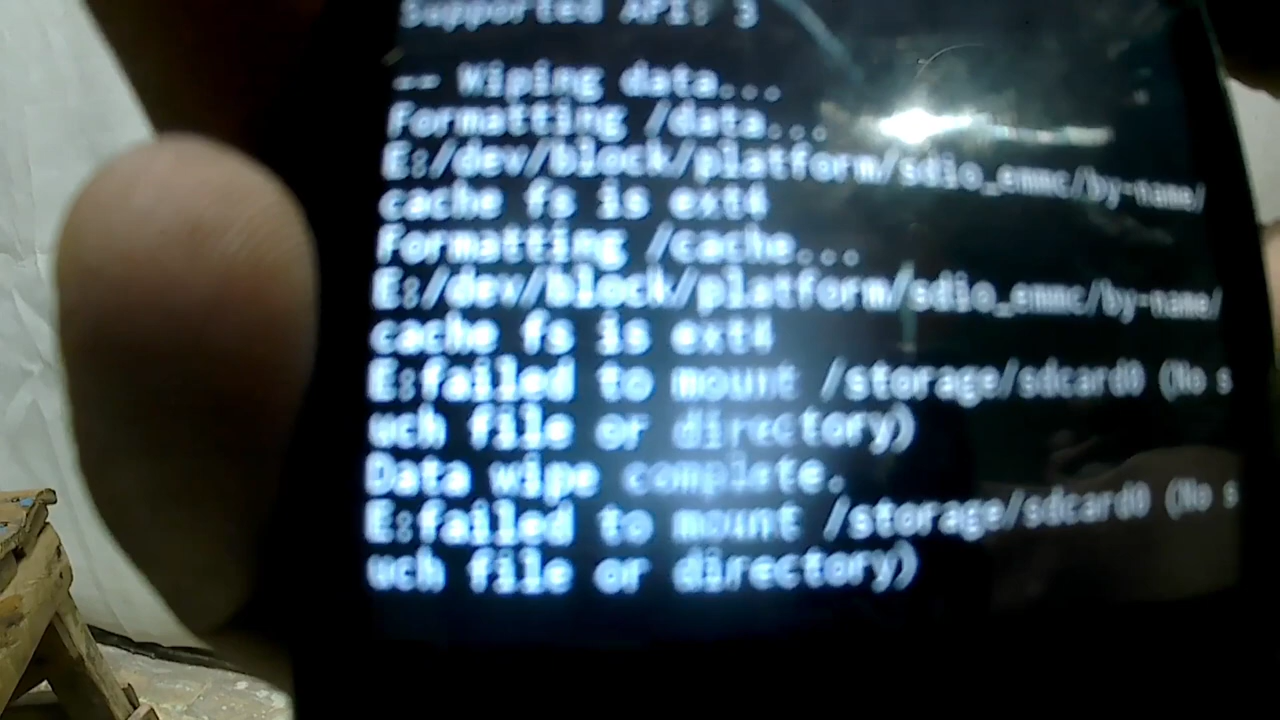 Supported API: 3
-- Wiping data...
Formatting /data...
E:/dev/block/platform/sdio_emmc/by-name/
cache fs is ext4
Formatting /cache...
E:/dev/block/platform/sdio_emmc/by-name/
cache fs is ext4
E:failed to mount /storage/sdcard0 (No s
uch file or directory)
Data wipe complete.
E:failed to mount /storage/sdcard0 (No s
uch file or directory)